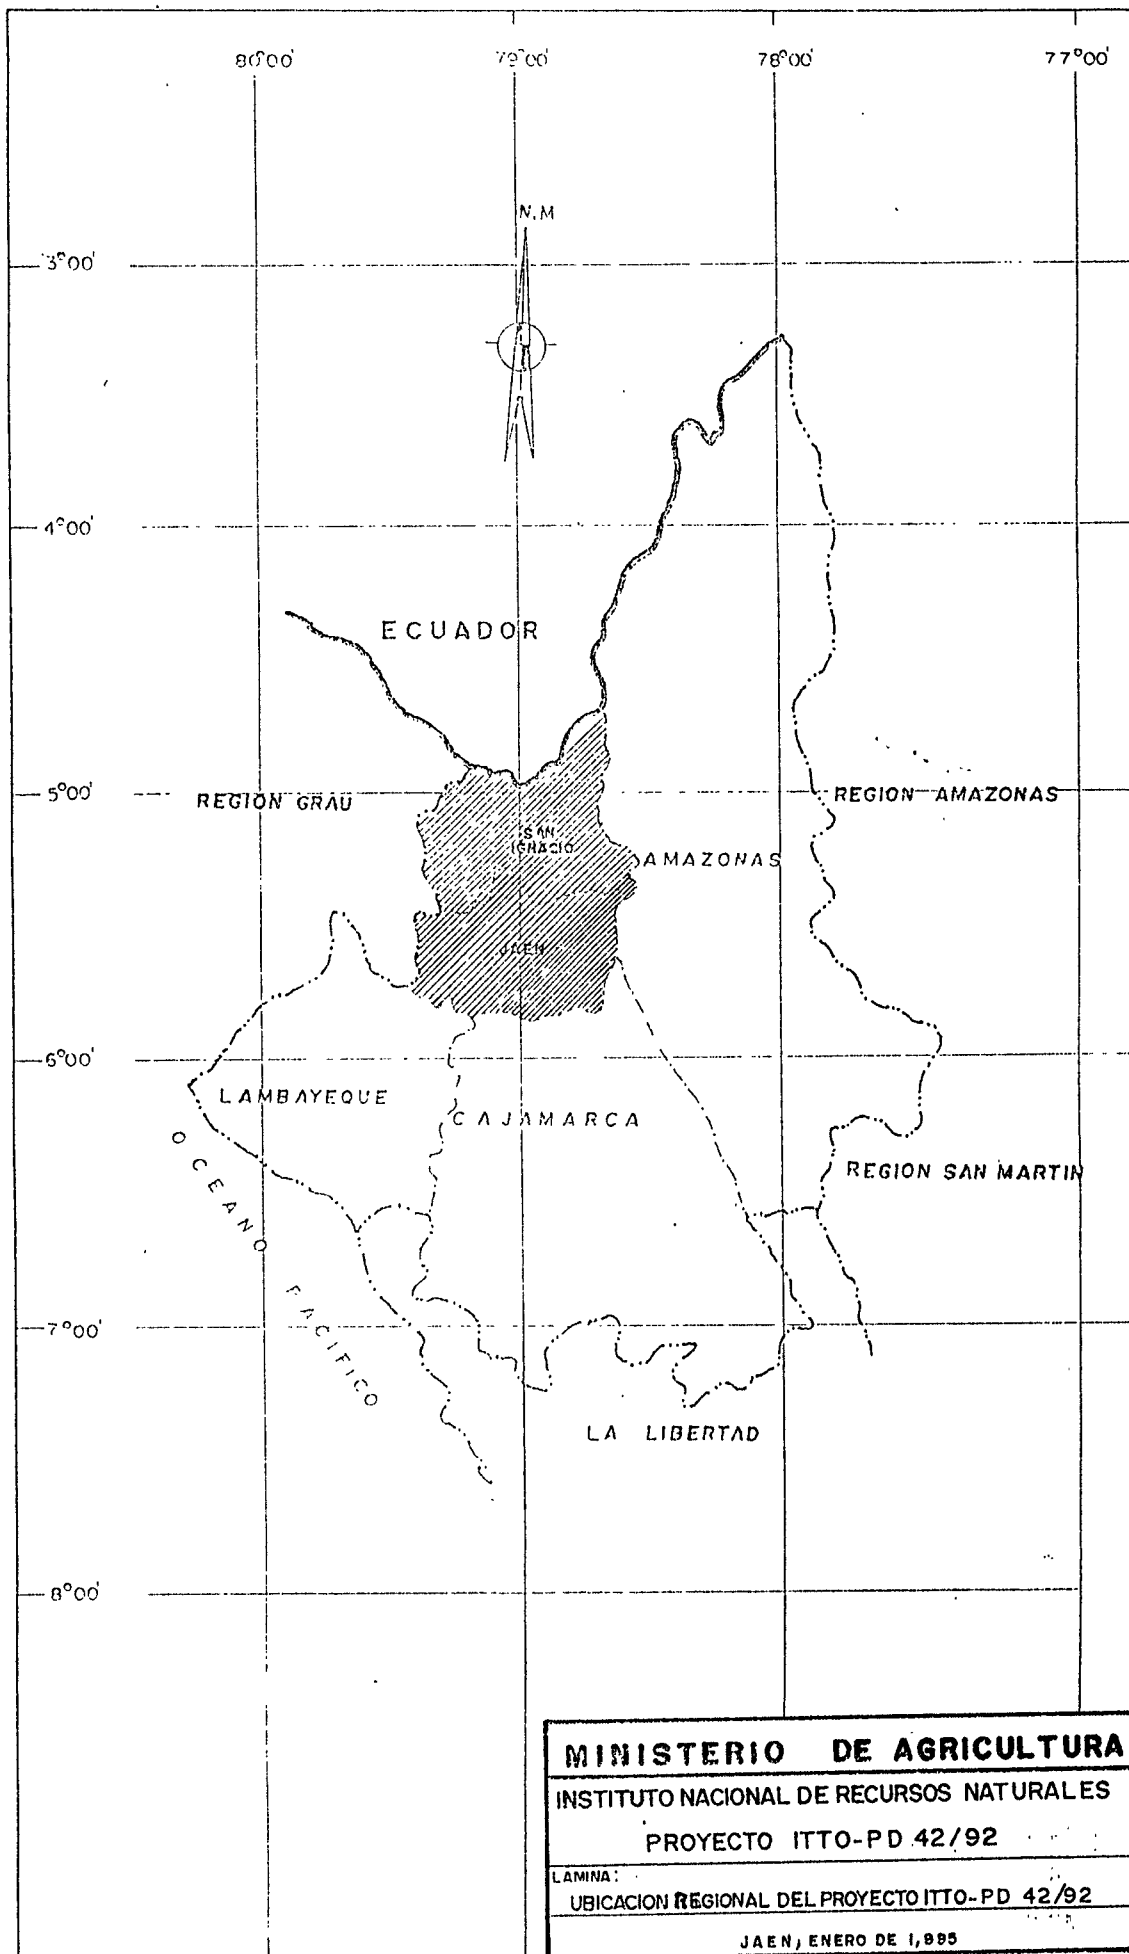 80°00' 79°00' 78°00' 77°00'
N.M
3°00'
4°00'
ECUADOR
5°00'
REGION GRAU
REGION AMAZONAS
SAN
IGNACIO
AMAZONAS
JAEN
6°00'
LAMBAYEQUE
CAJAMARCA
OCEANO PACIFICO
REGION SAN MARTIN
7°00'
LA LIBERTAD
8°00'
MINISTERIO DE AGRICULTURA
INSTITUTO NACIONAL DE RECURSOS NATURALES
PROYECTO ITTO-PD 42/92
LAMINA:
UBICACION REGIONAL DEL PROYECTO ITTO-PD 42/92
JAEN, ENERO DE 1,995